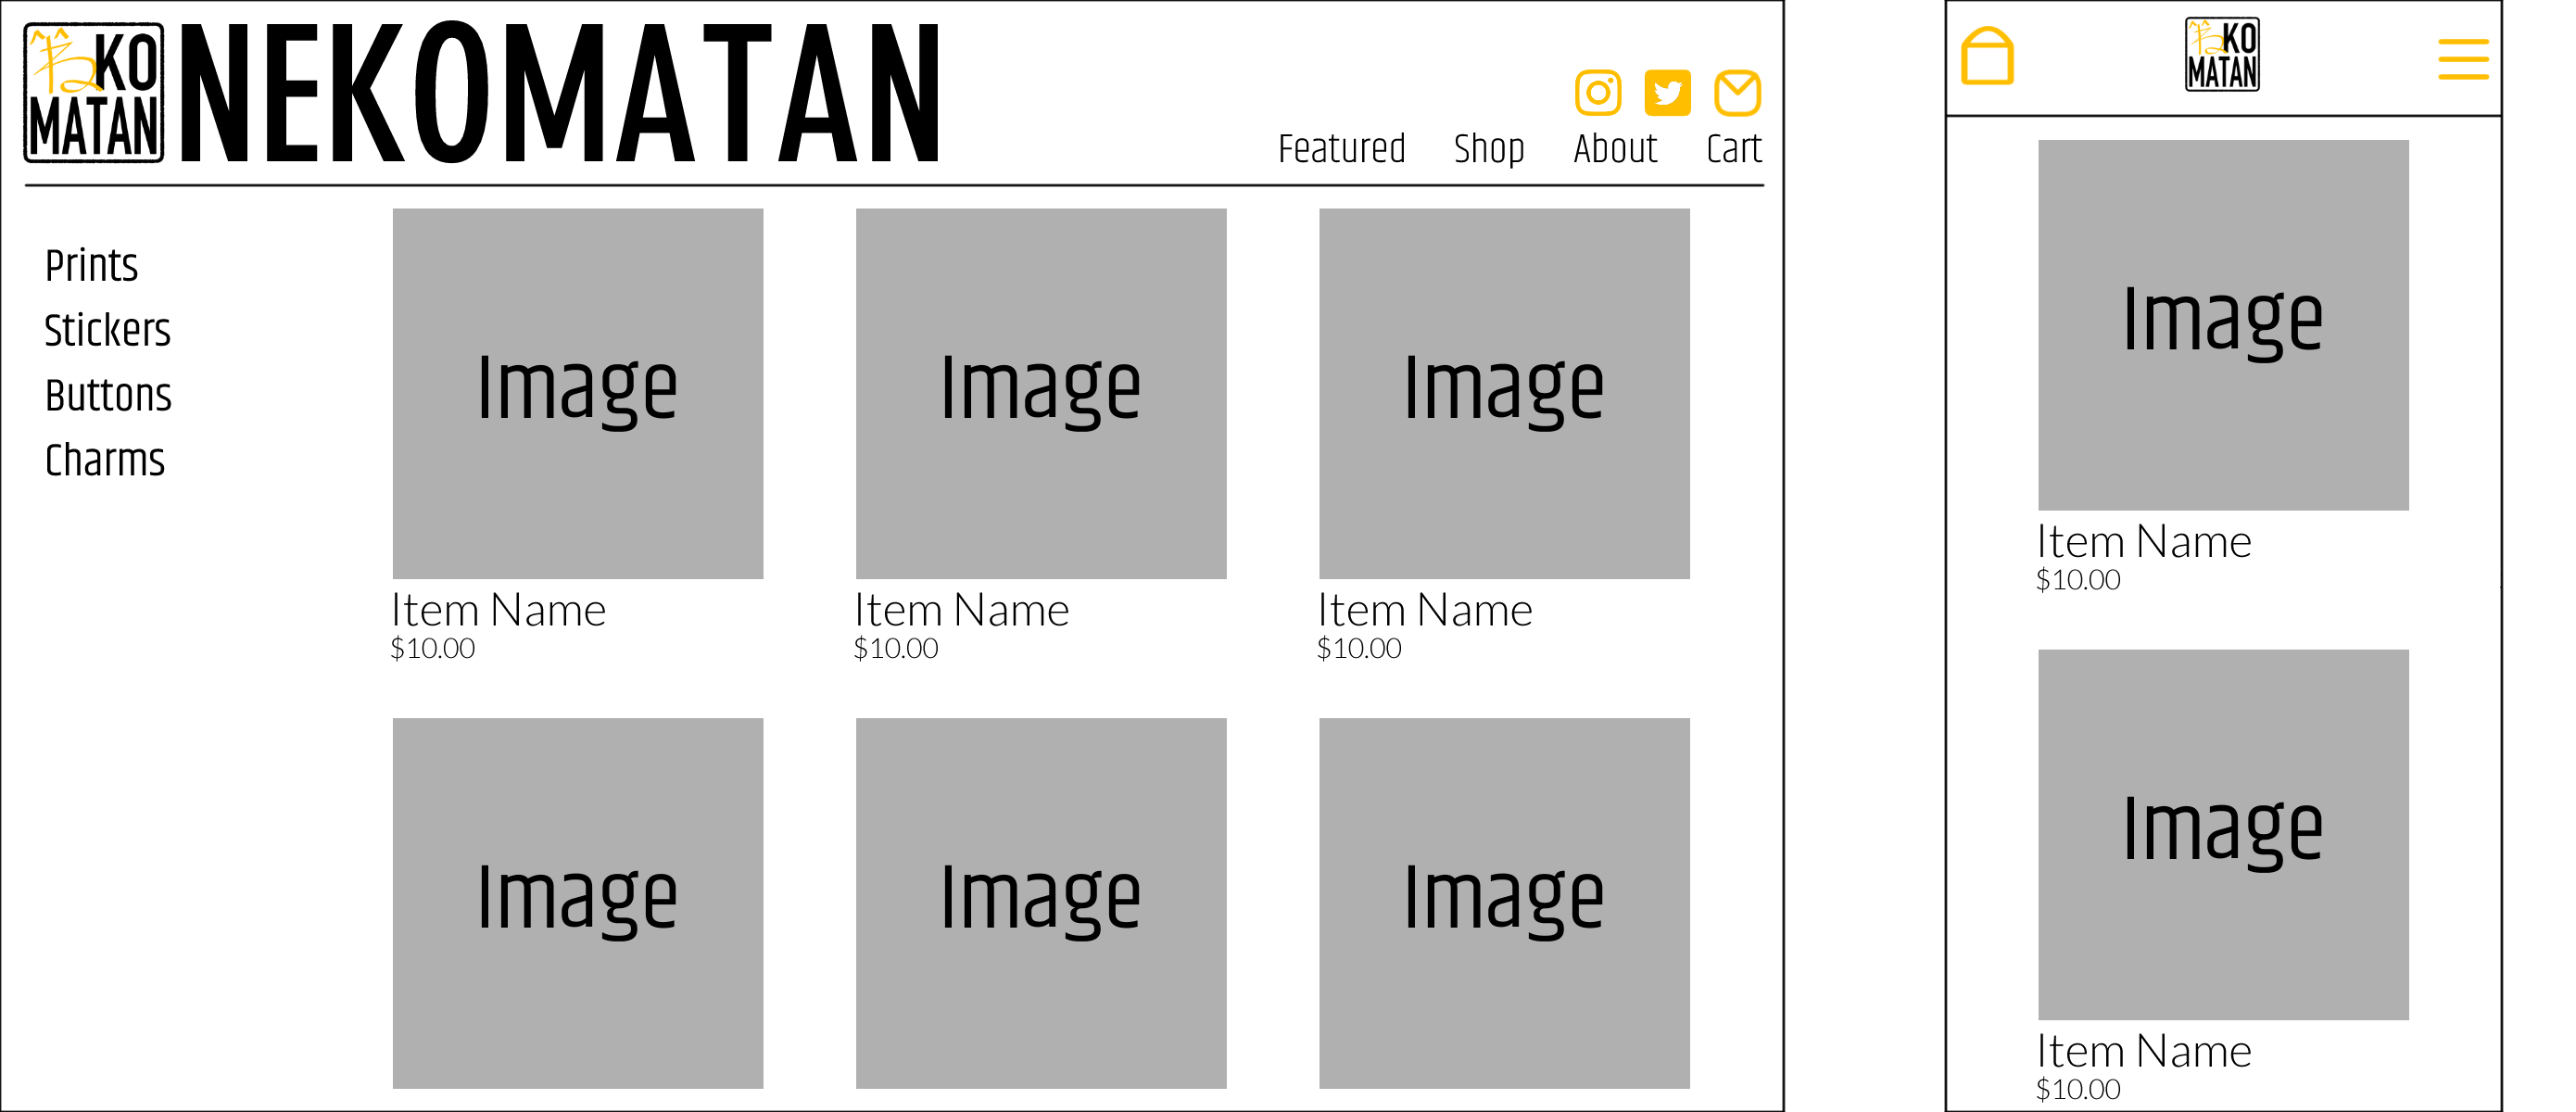 KO
MATAN
NEKOMATAN
Featured Shop About Cart
Prints
Stickers
Buttons
Charms
Image Image Image
Item Name Item Name Item Name
$10.00 $10.00 $10.00
Image Image Image
KO
MATAN
Image
Item Name
$10.00
Image
Item Name
$10.00